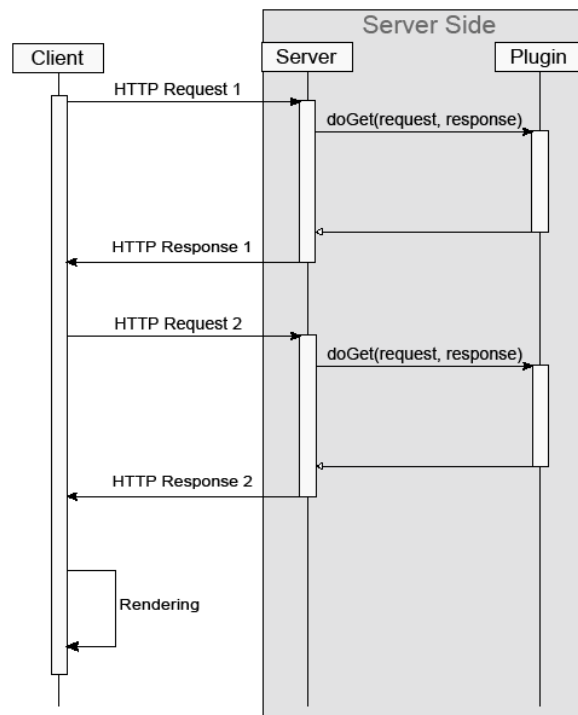 Server Side
Client
Server
Plugin
HTTP Request 1
doGet(request, response)
HTTP Response 1
HTTP Request 2
doGet(request, response)
HTTP Response 2
Rendering